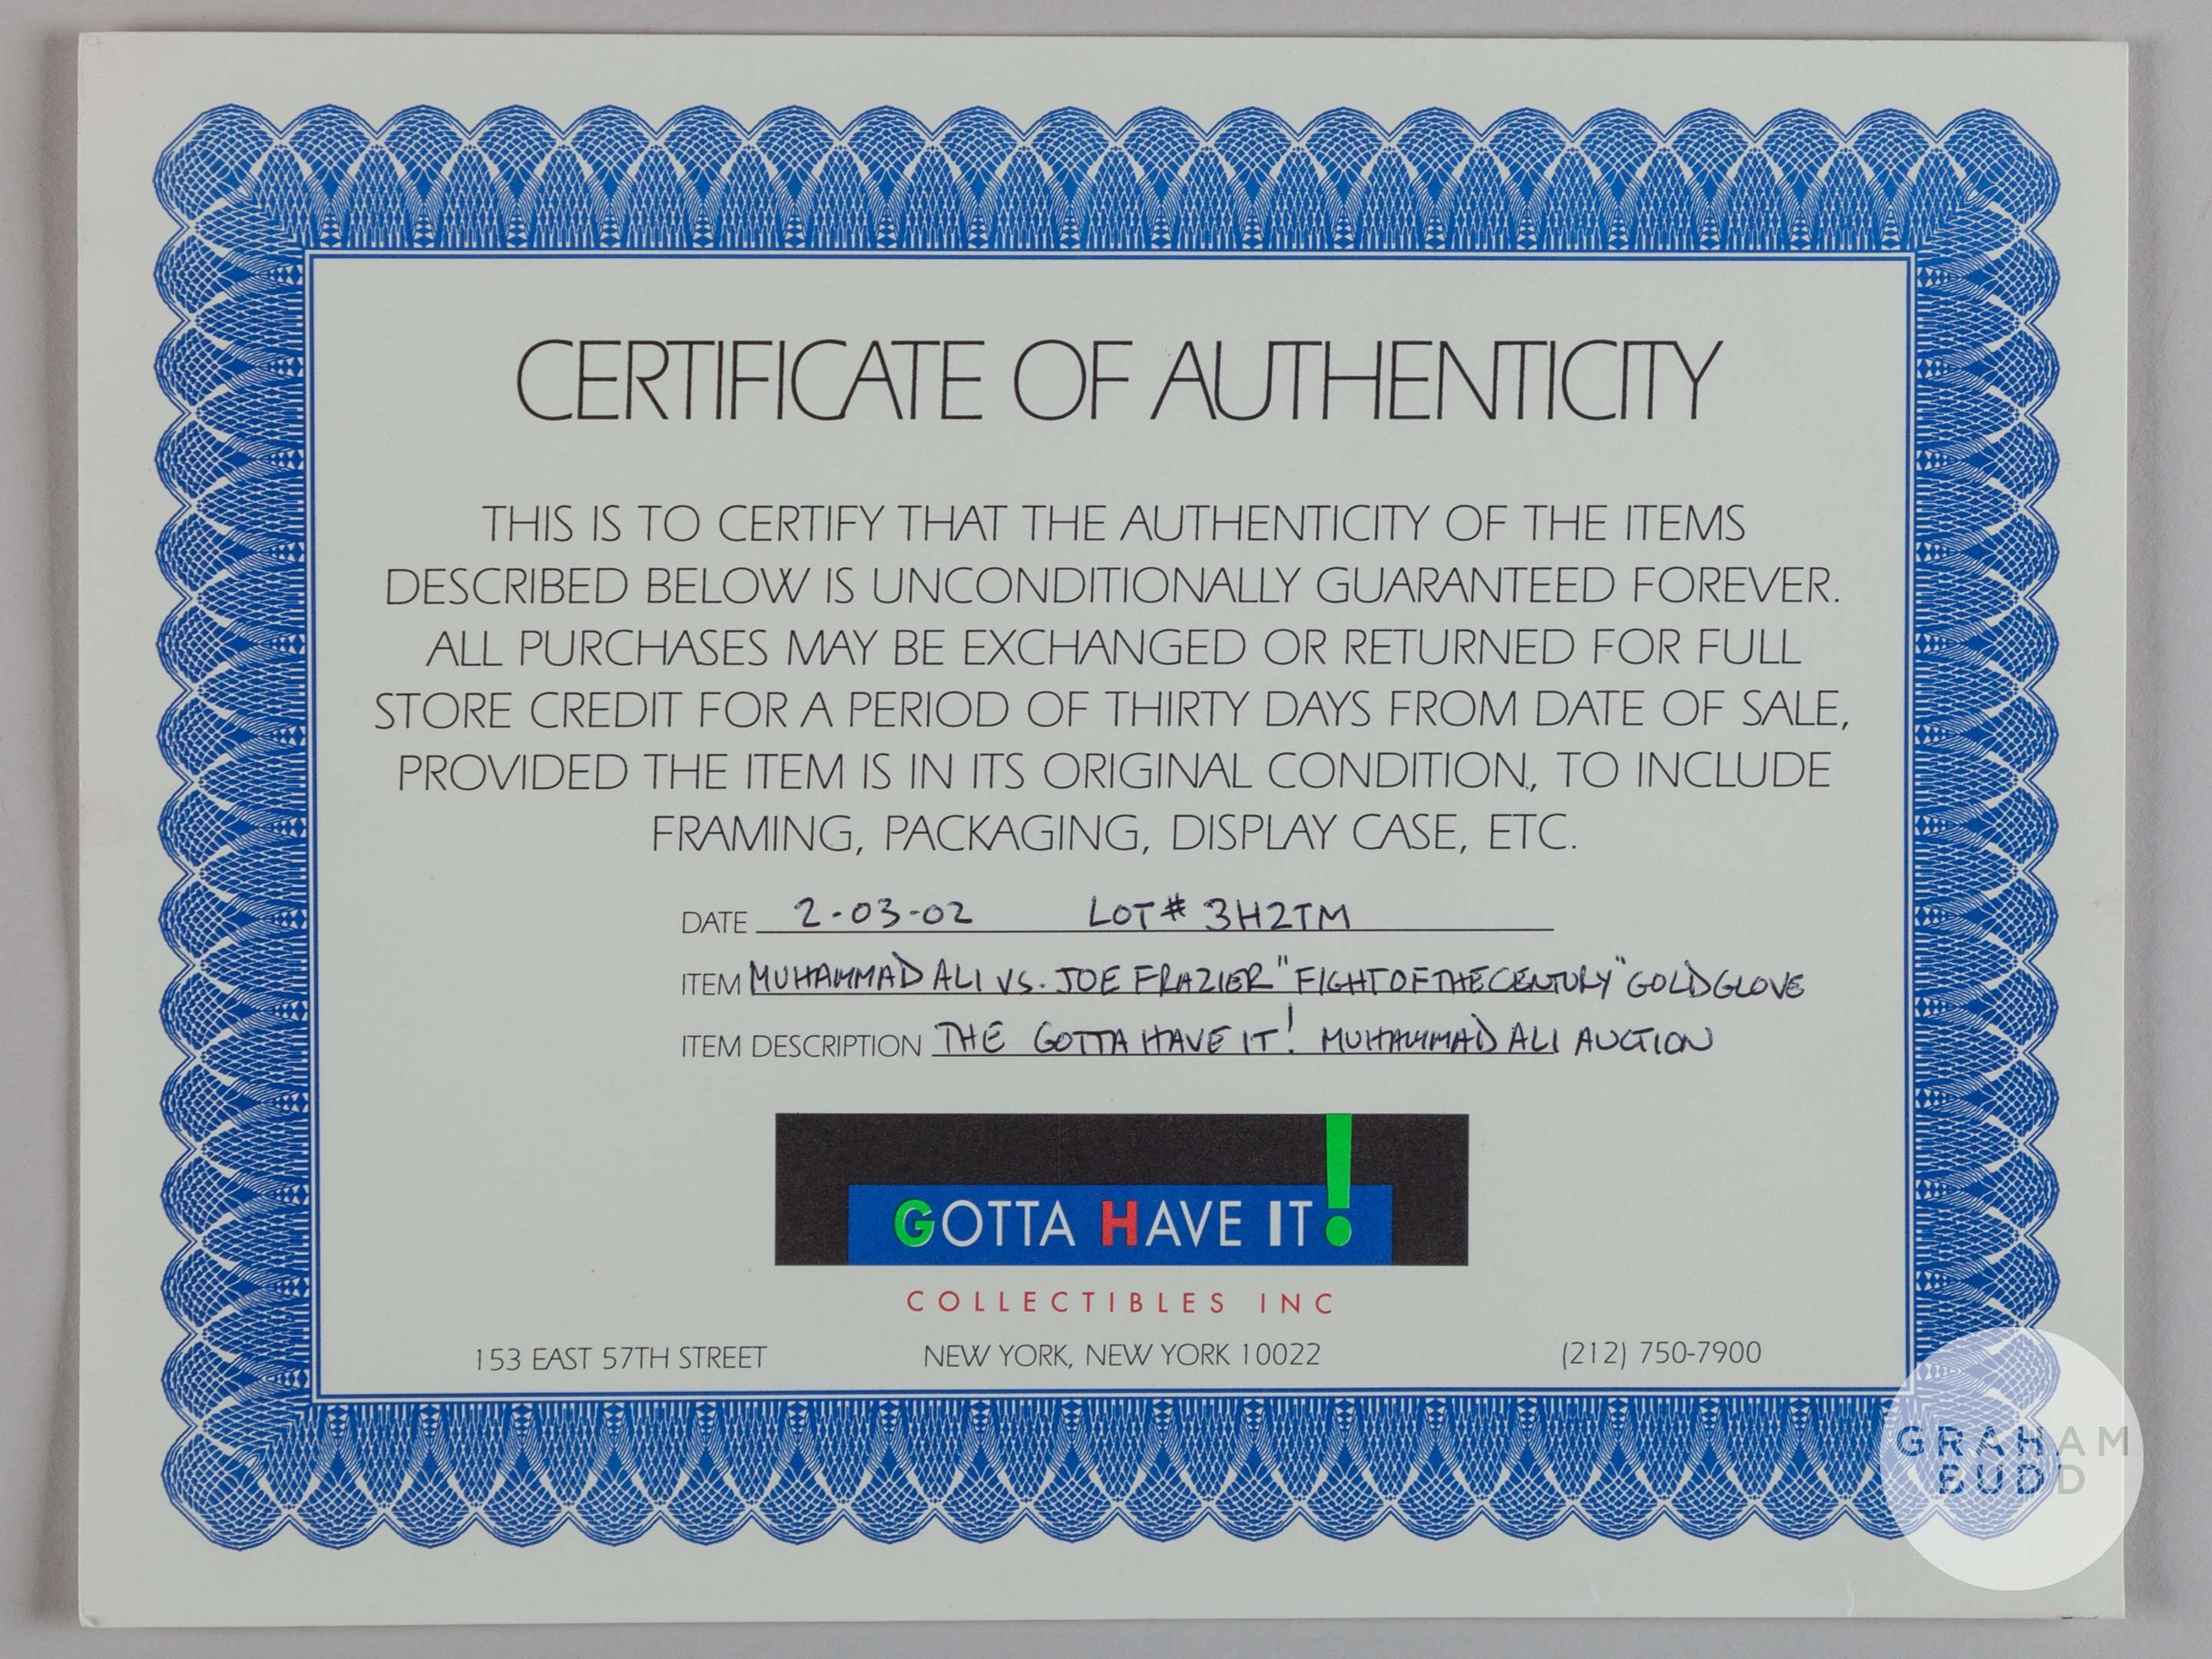 CERTIFICATE OF AUTHENTICITY
THIS IS TO CERTIFY THAT THE AUTHENTICITY OF THE ITEMS
DESCRIBED BELOW IS UNCONDITIONALLY GUARANTEED FOREVER.
ALL PURCHASES MAY BE EXCHANGED OR RETURNED FOR FULL
STORE CREDIT FOR A PERIOD OF THIRTY DAYS FROM DATE OF SALE,
PROVIDED THE ITEM IS IN ITS ORIGINAL CONDITION, TO INCLUDE
FRAMING, PACKAGING, DISPLAY CASE, ETC.
DATE 2-03-02 LOT# 3H2TM
ITEM MUHAMMAD ALI VS. JOE FRAZIER "FIGHT OF THE CENTURY" GOLD GLOVE
ITEM DESCRIPTION THE GOTTA HAVE IT! MUHAMMAD ALI AUCTION
GOTTA HAVE IT!
COLLECTIBLES INC
153 EAST 57TH STREET NEW YORK, NEW YORK 10022 (212) 750-7900
GRAHAM
BUDD